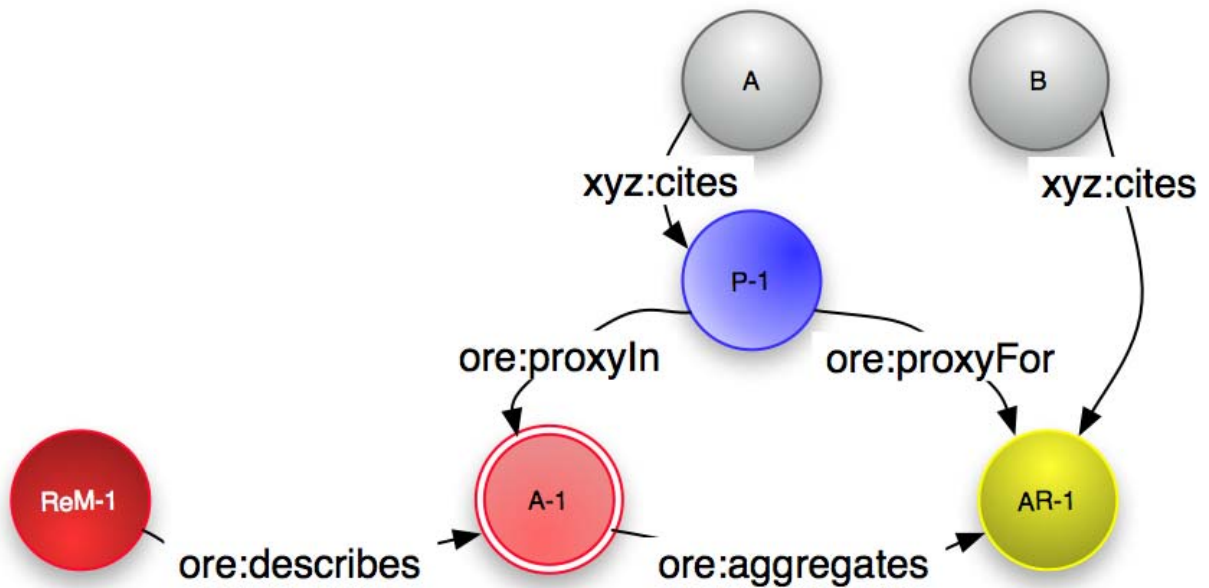 A
B
xyz:cites
xyz:cites
P-1
ore:proxyIn
ore:proxyFor
ReM-1
A-1
AR-1
ore:describes
ore:aggregates